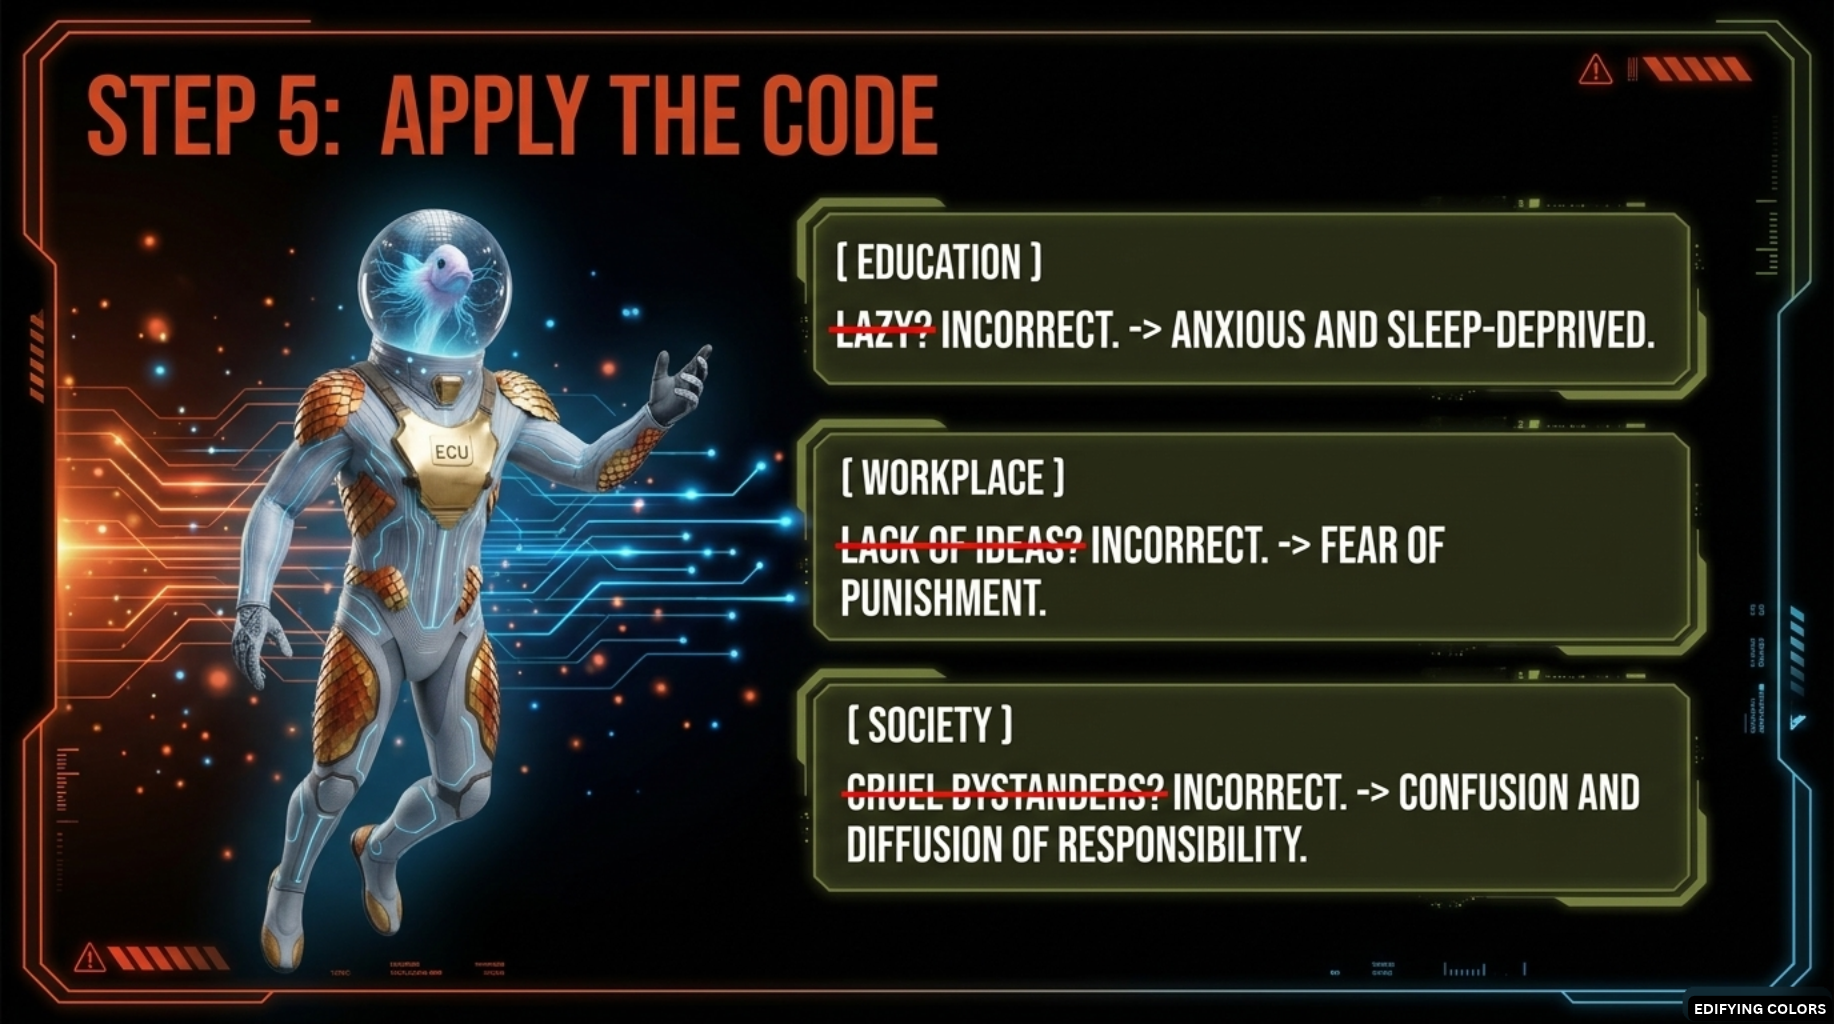 STEP 5: APPLY THE CODE
ECU
[ EDUCATION ]
LAZY? INCORRECT. -> ANXIOUS AND SLEEP-DEPRIVED.
[ WORKPLACE ]
LACK OF IDEAS? INCORRECT. -> FEAR OF
PUNISHMENT.
[ SOCIETY ]
CRUEL BYSTANDERS? INCORRECT. -> CONFUSION AND
DIFFUSION OF RESPONSIBILITY.
EDIFYING COLORS